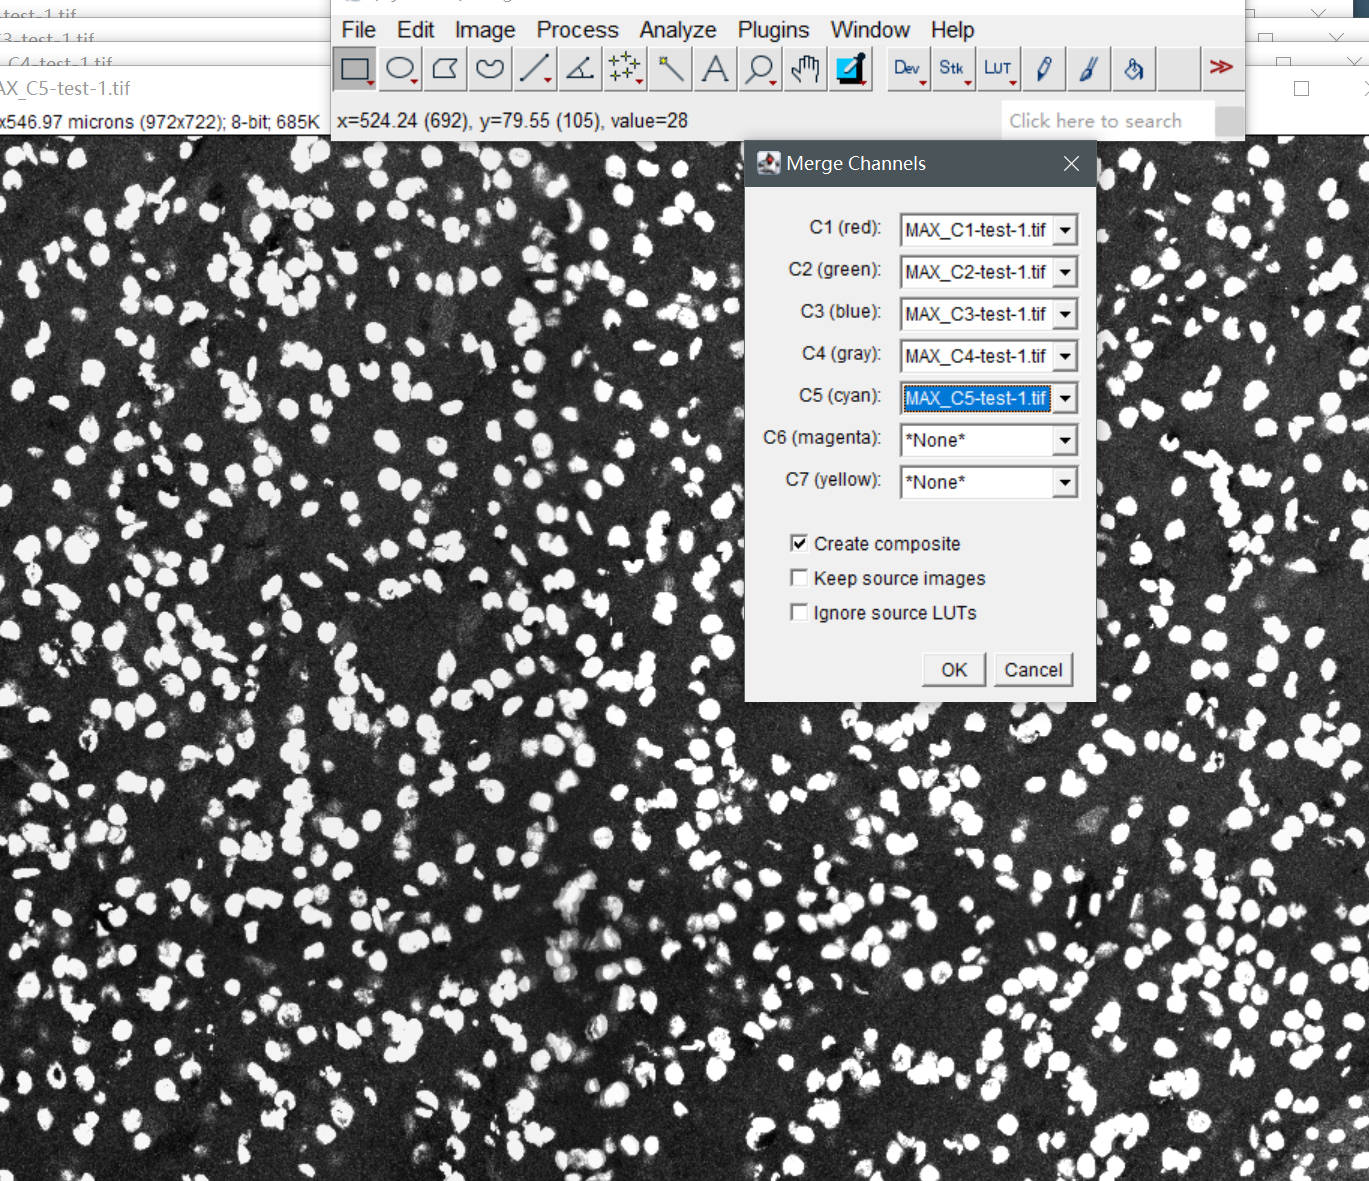 -test-1.tif
C3-test-1.tif
C4-test-1.tif
AX_C5-test-1.tif
x546.97 microns (972x722); 8-bit; 685K
File Edit Image Process Analyze Plugins Window Help
Dev Stk LUT
x=524.24 (692), y=79.55 (105), value=28
Click here to search
Merge Channels
C1 (red): MAX_C1-test-1.tif
C2 (green): MAX_C2-test-1.tif
C3 (blue): MAX_C3-test-1.tif
C4 (gray): MAX_C4-test-1.tif
C5 (cyan): MAX_C5-test-1.tif
C6 (magenta): *None*
C7 (yellow): *None*
Create composite
Keep source images
Ignore source LUTs
OK Cancel